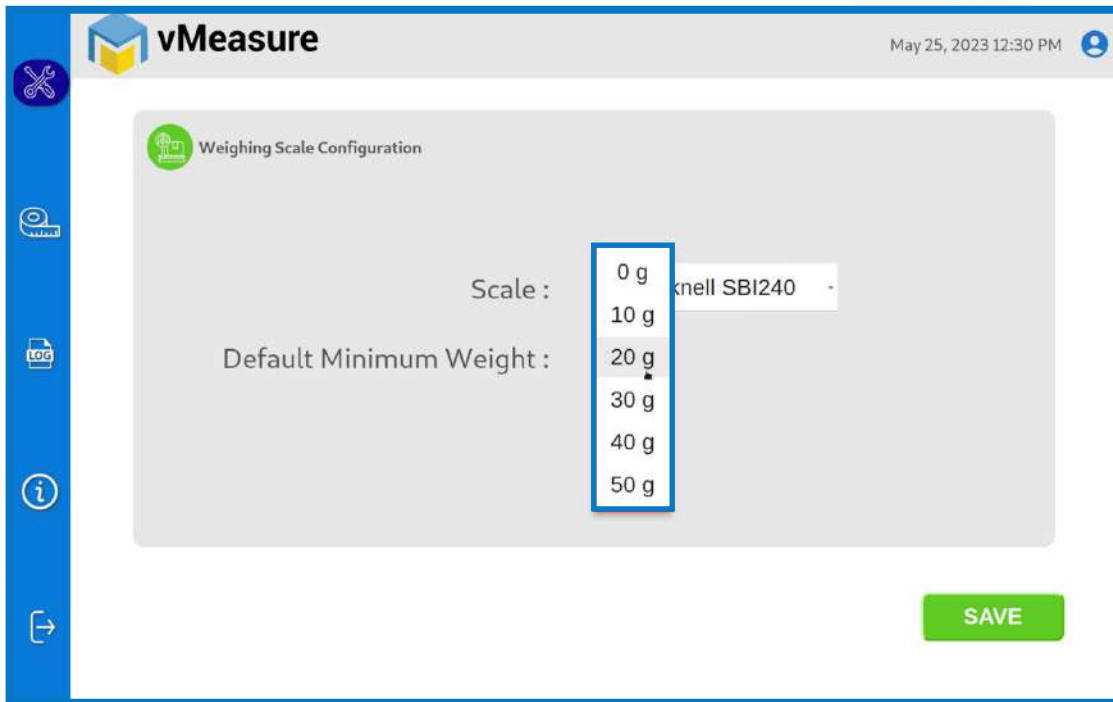 vMeasure
May 25, 2023 12:30 PM
Weighing Scale Configuration
Scale :
knell SBI240
Default Minimum Weight :
0 g
10 g
20 g
30 g
40 g
50 g
LOG
SAVE